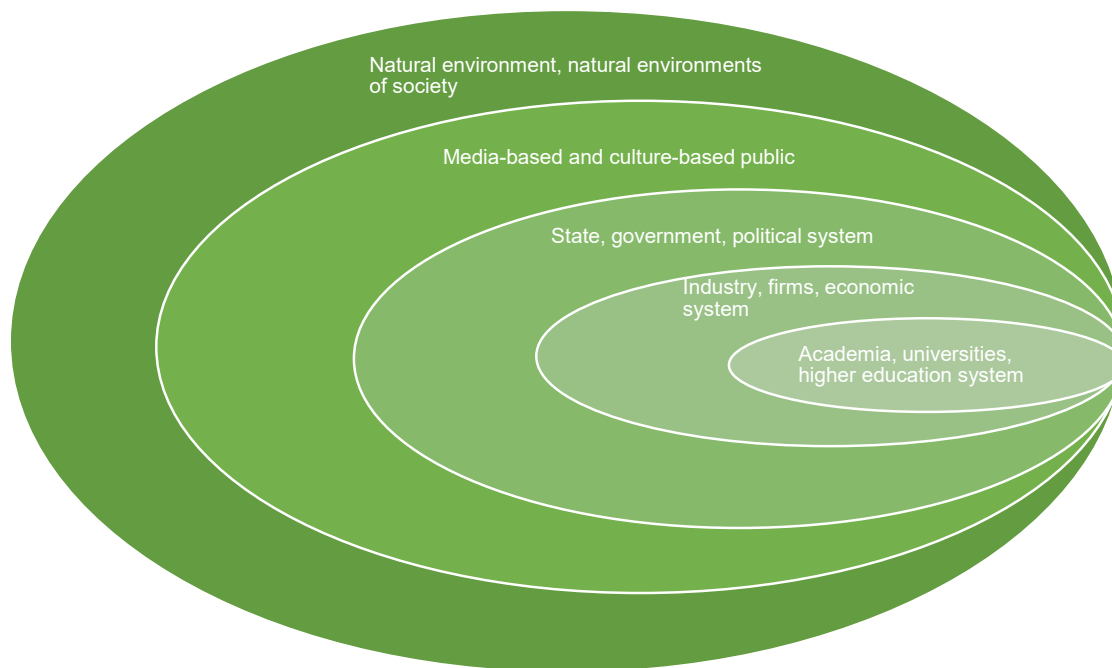 Natural environment, natural environments
of society
Media-based and culture-based public
State, government, political system
Industry, firms, economic
system
Academia, universities,
higher education system